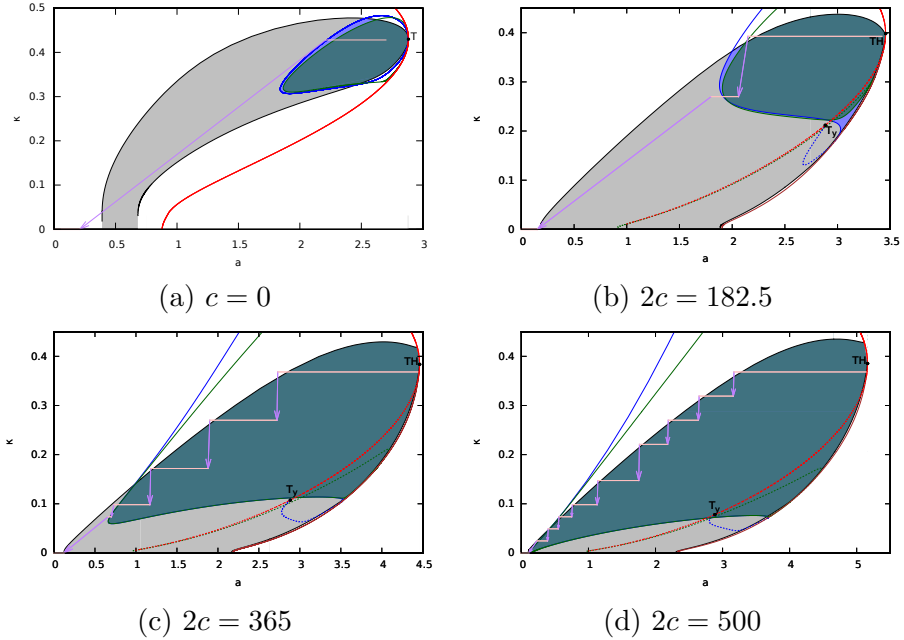 0.5
0.4
0.3
0.2
0.1
0
κ
T
0 0.5 1 1.5 2 2.5 3
a
(a) c = 0
0.4
0.3
0.2
0.1
0
κ
TH
T_y
0 0.5 1 1.5 2 2.5 3 3.5
a
(b) 2c = 182.5
0.4
0.3
0.2
0.1
0
κ
TH
T_y
0 0.5 1 1.5 2 2.5 3 3.5 4 4.5
a
(c) 2c = 365
0.4
0.3
0.2
0.1
0
κ
TH
T_y
0 1 2 3 4 5
a
(d) 2c = 500